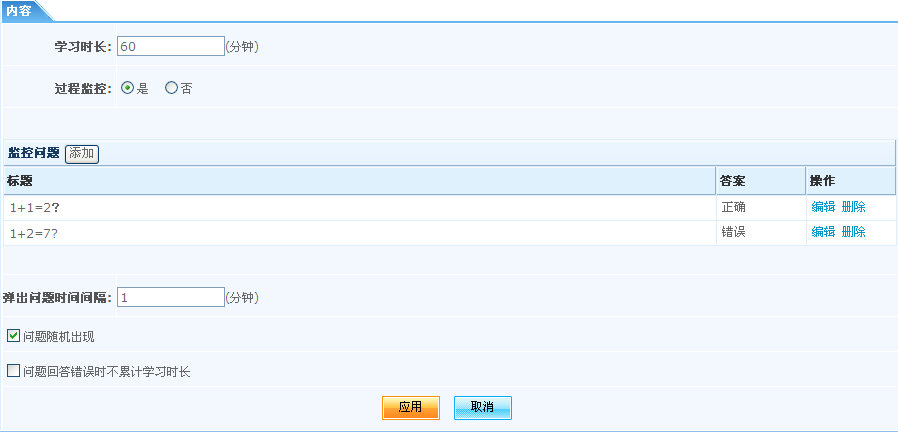 内容
学习时长: 60 (分钟)
过程监控: 是 否
监控问题 添加
标题 答案 操作
1+1=2? 正确 编辑 删除
1+2=7? 错误 编辑 删除
弹出问题时间间隔: 1 (分钟)
问题随机出现
问题回答错误时不累计学习时长
应用 取消